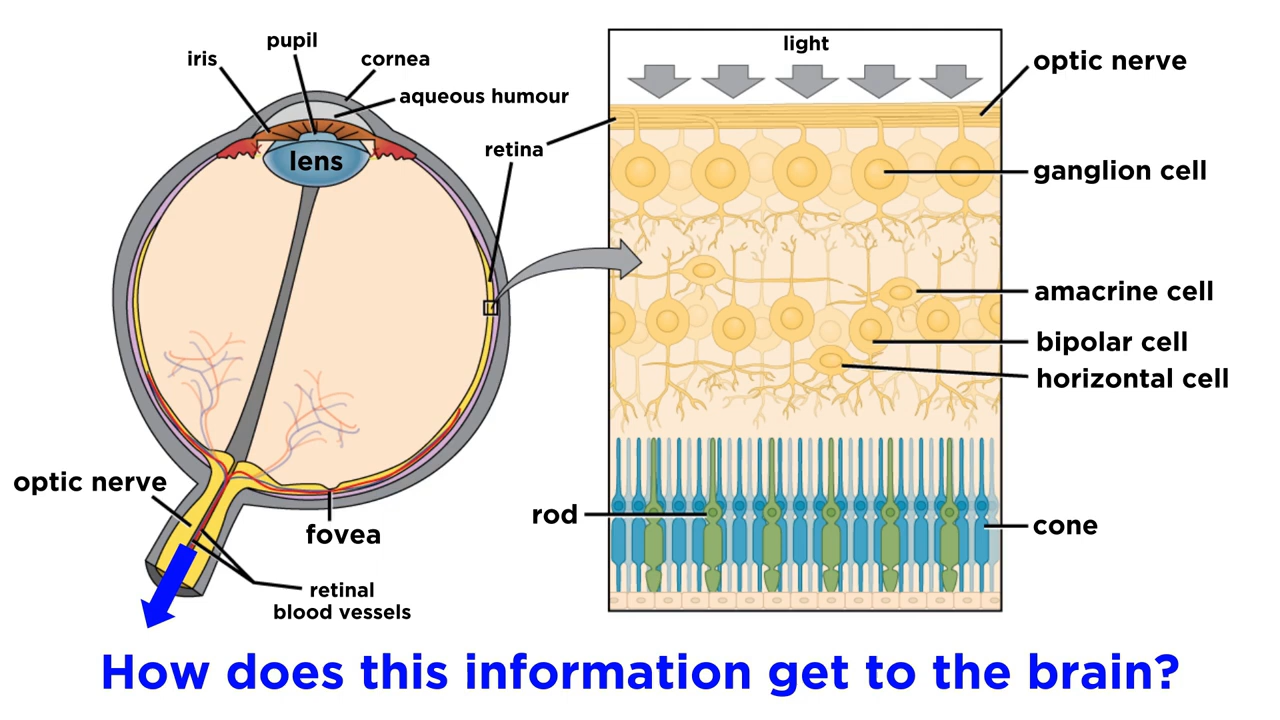 pupil
iris
cornea
aqueous humour
lens
retina
optic nerve
fovea
retinal
blood vessels
light
optic nerve
ganglion cell
amacrine cell
bipolar cell
horizontal cell
rod
cone
How does this information get to the brain?